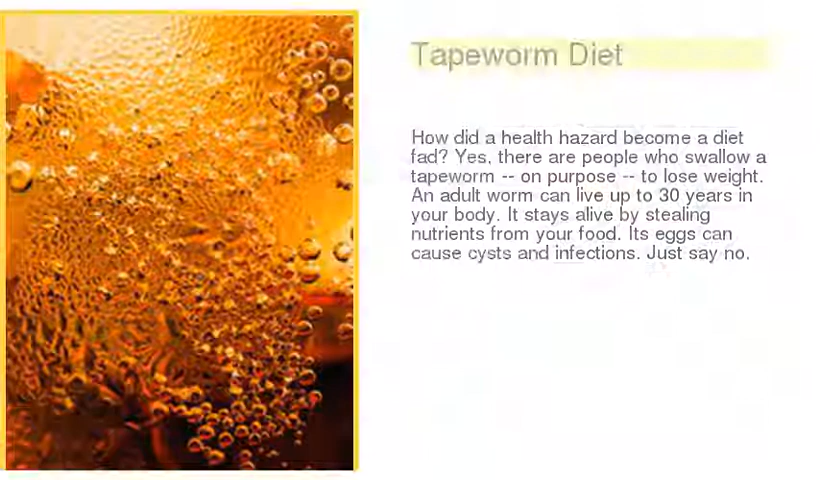 Tapeworm Diet
How did a health hazard become a diet
fad? Yes, there are people who swallow a
tapeworm -- on purpose -- to lose weight.
An adult worm can live up to 30 years in
your body. It stays alive by stealing
nutrients from your food. Its eggs can
cause cysts and infections. Just say no.